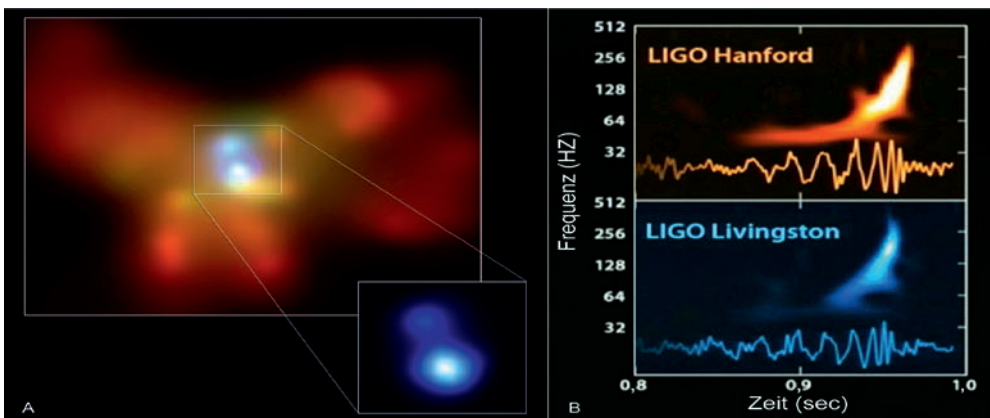 A
B
Frequenz (HZ)
512
256
128
64
32
LIGO Hanford
512
256
128
64
32
LIGO Livingston
0,8
0,9
1,0
Zeit (sec)